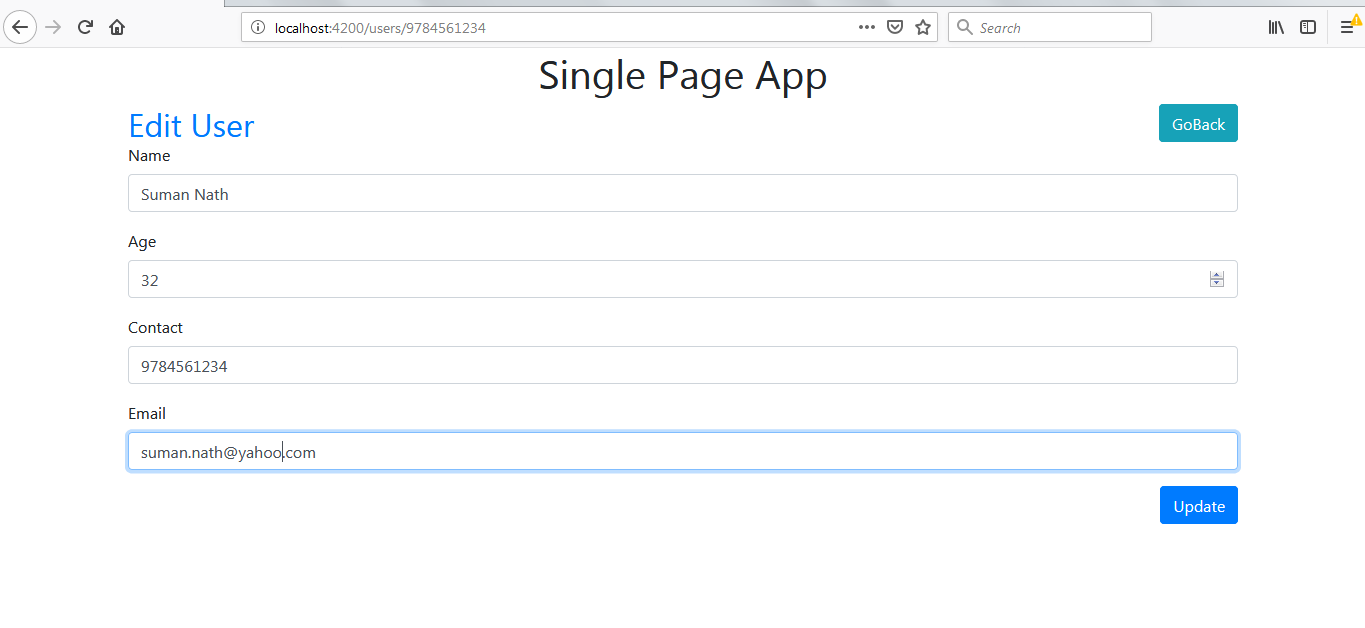 localhost:4200/users/9784561234
Search
Single Page App
Edit User
GoBack
Name
Suman Nath
Age
32
Contact
9784561234
Email
suman.nath@yahoo.com
Update